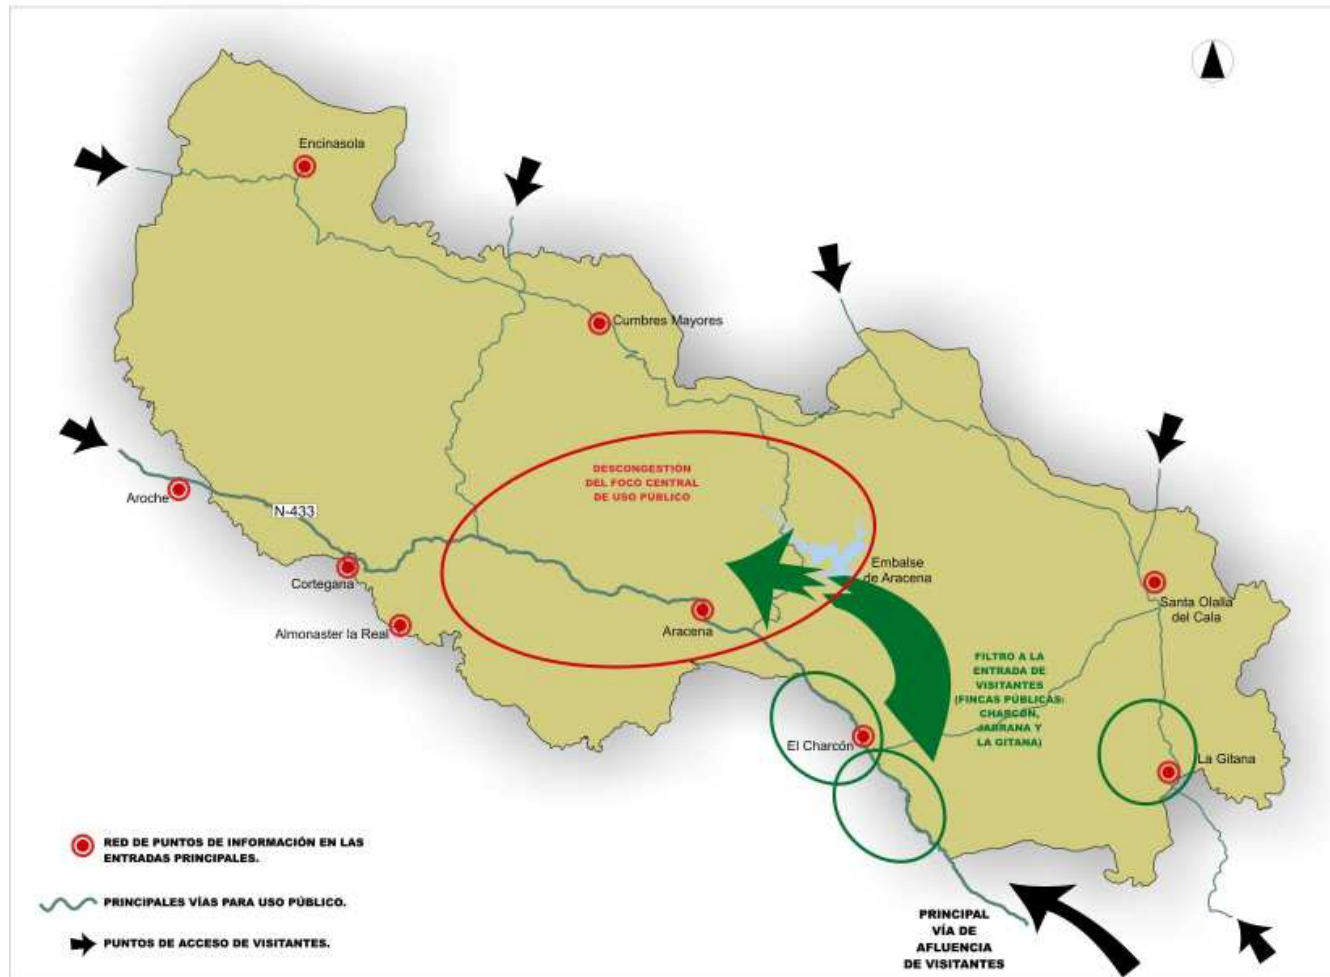 Encinasola
Cumbres Mayores
DESCONGESTIÓN
DEL FOCO CENTRAL
DE USO PÚBLICO
Aroche
N-433
Cortegana
Embalse
de Aracena
Almonaster la Real
Aracena
Santa Olalla
del Cala
FILTRO A LA
ENTRADA DE
VISITANTES
(FINCAS PÚBLICAS:
CHARCÓN,
JABRANA Y
LA GITANA)
El Charcón
La Gitana
RED DE PUNTOS DE INFORMACIÓN EN LAS
ENTRADAS PRINCIPALES.
PRINCIPALES VÍAS PARA USO PÚBLICO.
PUNTOS DE ACCESO DE VISITANTES.
PRINCIPAL
VÍA DE
AFLUENCIA
DE VISITANTES